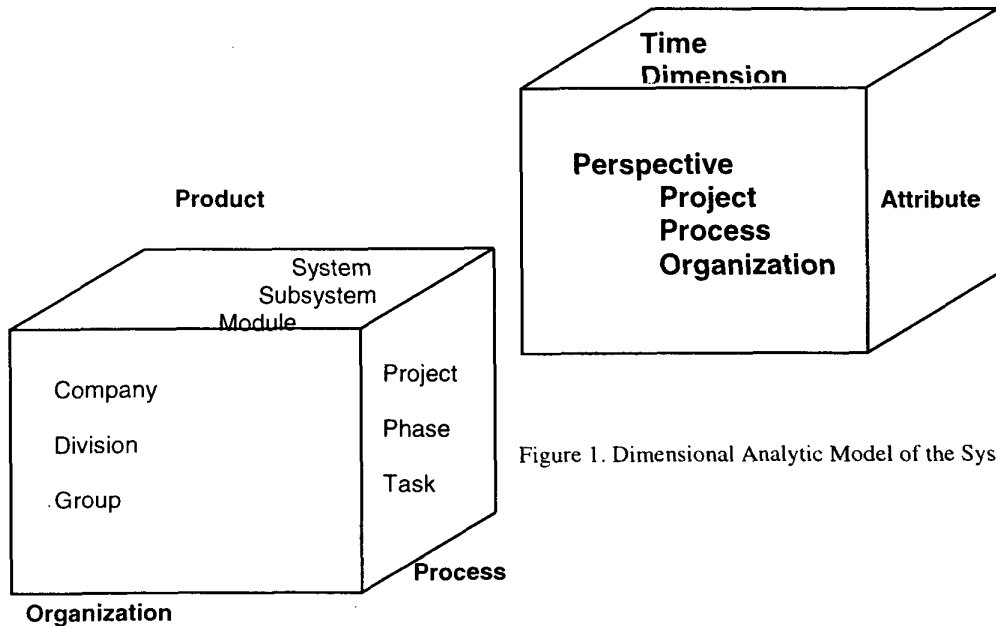 Time
Dimension
Perspective
Project
Process
Organization
Attribute
Product
System
Subsystem
Module
Company
Division
Group
Project
Phase
Task
Process
Organization
Figure 1. Dimensional Analytic Model of the Sys